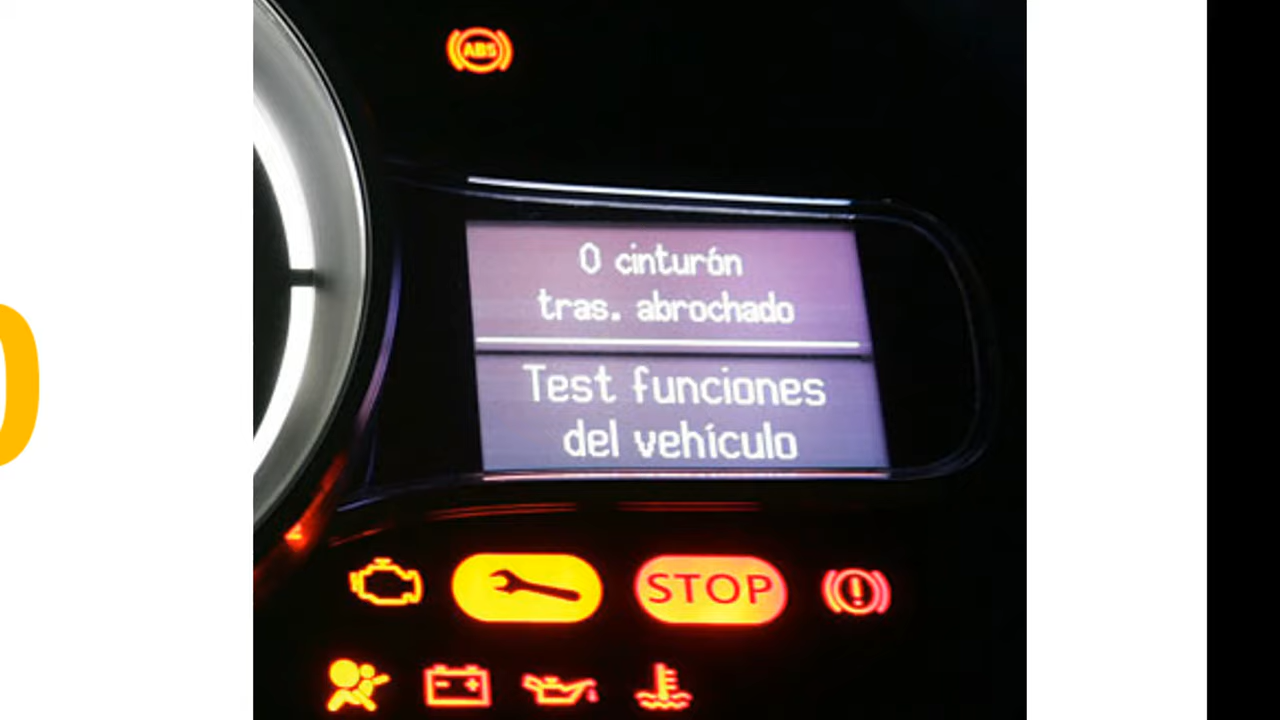 ABS
0 cinturón
tras. abrochado
Test funciones
del vehículo
STOP